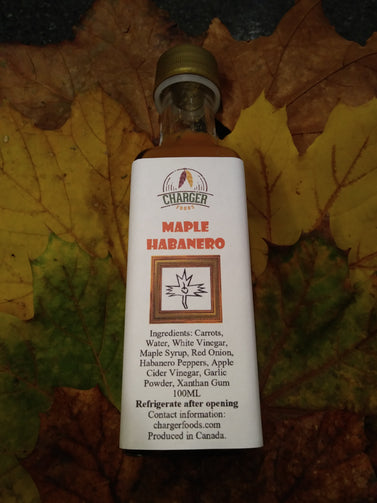 CHARGER
FOODS
MAPLE
HABANERO
Ingredients: Carrots,
Water, White Vinegar,
Maple Syrup, Red Onion,
Habanero Peppers, Apple
Cider Vinegar, Garlic
Powder, Xanthan Gum
100ML
Refrigerate after opening
Contact information:
chargerfoods.com
Produced in Canada.